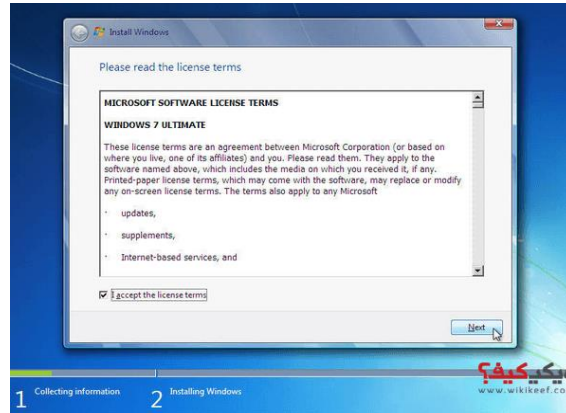 Install Windows
Please read the license terms
MICROSOFT SOFTWARE LICENSE TERMS
WINDOWS 7 ULTIMATE
These license terms are an agreement between Microsoft Corporation (or based on
where you live, one of its affiliates) and you. Please read them. They apply to the
software named above, which includes the media on which you received it, if any.
Printed-paper license terms, which may come with the software, may replace or modify
any on-screen license terms. The terms also apply to any Microsoft
· updates,
· supplements,
· Internet-based services, and
I accept the license terms
Next
ويكي كيف؟
www.wikikeef.co
1 Collecting information 2 Installing Windows